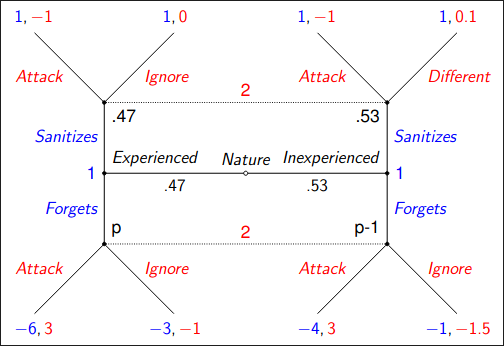 1, −1 1, 0 1, −1 1, 0.1
Attack Ignore 2 Attack Different
.47 .53
Sanitizes Sanitizes
Experienced Nature Inexperienced
1 1
.47 .53
Forgets Forgets
p p-1
2
Attack Ignore Attack Ignore
−6, 3 −3, −1 −4, 3 −1, −1.5